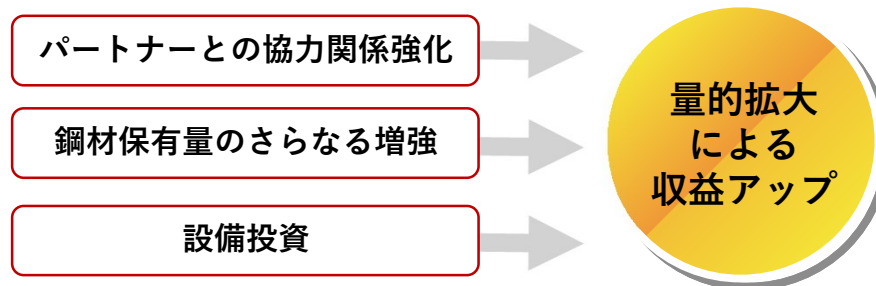 パートナーとの協力関係強化
鋼材保有量のさらなる増強
設備投資
量的拡大
による
収益アップ